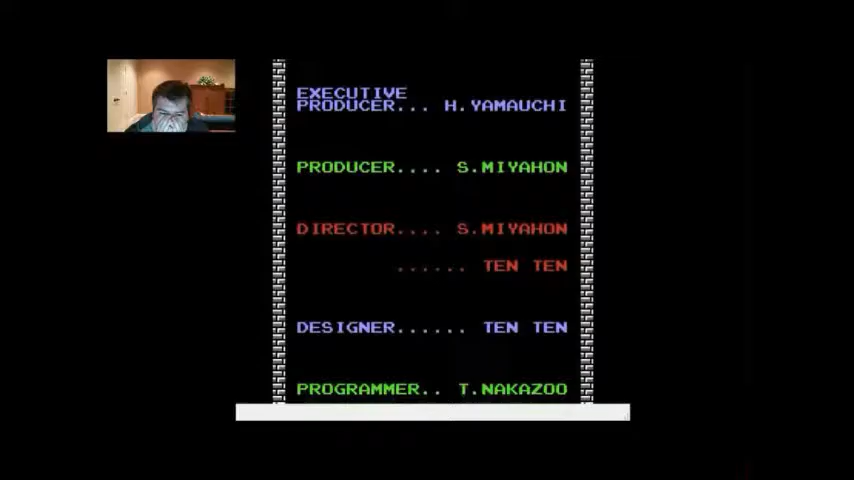 EXECUTIVE
PRODUCER... H.YAMAUCHI
PRODUCER.... S.MIYAHON
DIRECTOR.... S.MIYAHON
...... TEN TEN
DESIGNER...... TEN TEN
PROGRAMMER.. T.NAKAZOO